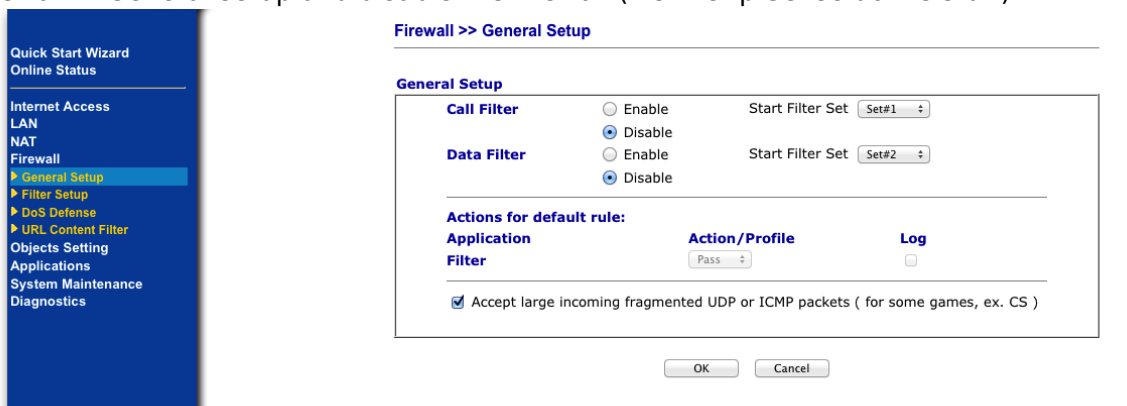 Firewall >> General Setup
Quick Start Wizard
Online Status
Internet Access
LAN
NAT
Firewall
General Setup
Filter Setup
DoS Defense
URL Content Filter
Objects Setting
Applications
System Maintenance
Diagnostics
General Setup
Call Filter Enable Start Filter Set Set#1
Disable
Data Filter Enable Start Filter Set Set#2
Disable
Actions for default rule:
Application Action/Profile Log
Filter Pass
Accept large incoming fragmented UDP or ICMP packets ( for some games, ex. CS )
OK Cancel